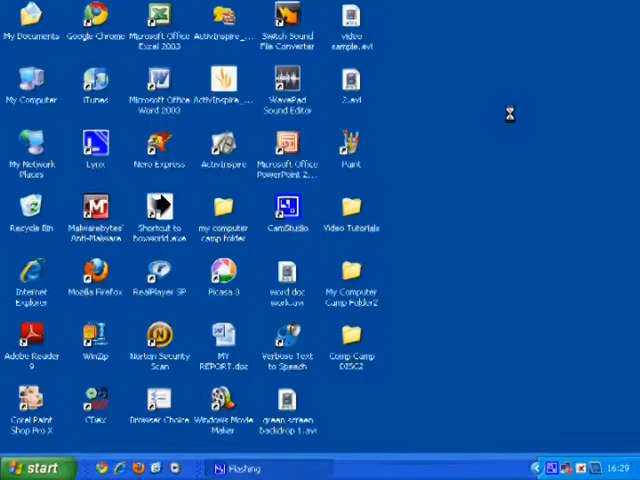 My Documents
Google Chrome
Microsoft Office
Excel 2003
ActivInspire_...
Switch Sound
File Converter
video
sample.avi
My Computer
iTunes
Microsoft Office
Word 2003
ActivInspire_...
WavePad
Sound Editor
2.avi
My Network
Places
Lynx
Nero Express
ActivInspire
Microsoft Office
PowerPoint 2...
Paint
Recycle Bin
Malwarebytes'
Anti-Malware
Shortcut to
boxworld.exe
my computer
camp folder
CamStudio
Video Tutorials
Internet
Explorer
Mozilla Firefox
RealPlayer SP
Picasa 3
word doc
work.avi
My Computer
Camp Folder2
Adobe Reader
9
WinZip
Norton Security
Scan
MY
REPORT.doc
Verbose Text
to Speech
Comp Camp
DISC2
Corel Paint
Shop Pro X
CDex
Browser Choice
Windows Movie
Maker
green screen
backdrop 1.avi
start
Flashing
16:29